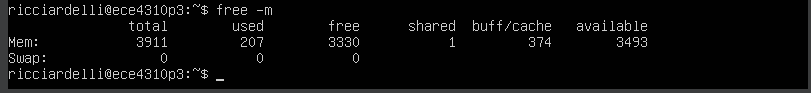 ricciardelli@ece4310p3:~$ free -m
total used free shared buff/cache available
Mem: 3911 207 3330 1 374 3493
Swap: 0 0 0
ricciardelli@ece4310p3:~$ _